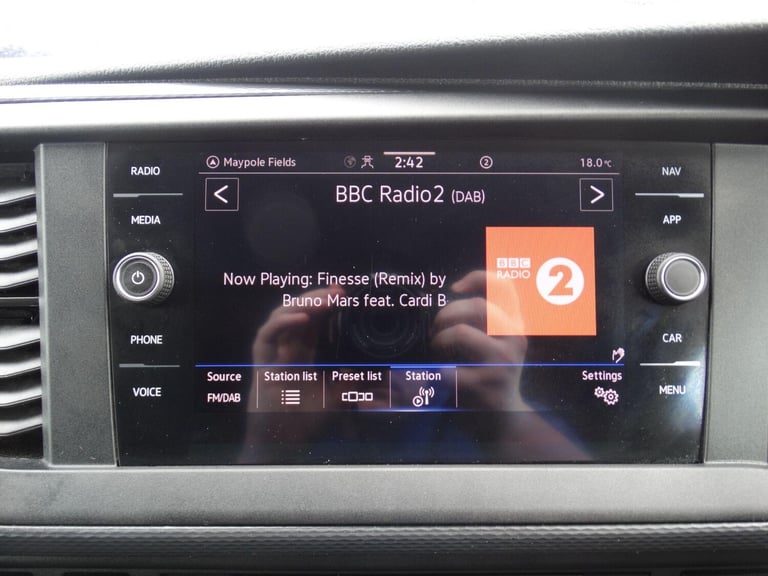 RADIO
MEDIA
PHONE
VOICE
Maypole Fields
2:42
2
18.0°C
BBC Radio2 (DAB)
Now Playing: Finesse (Remix) by
Bruno Mars feat. Cardi B
BBC
RADIO
2
Source
FM/DAB
Station list
Preset list
Station
Settings
NAV
APP
CAR
MENU